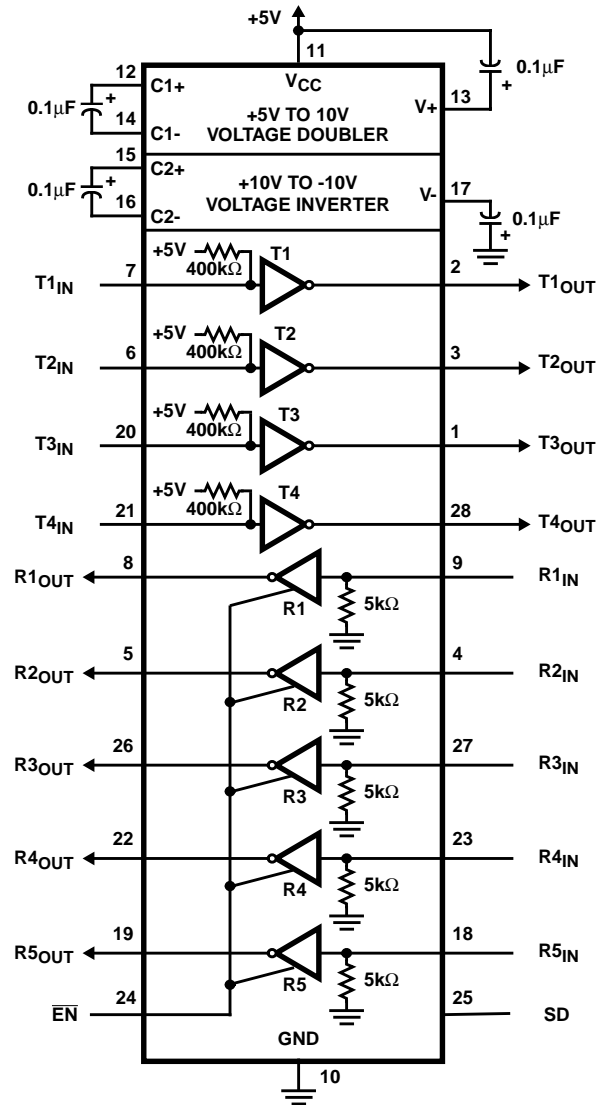 +5V
11
VCC
12
C1+
0.1µF
+
14
C1-
+5V TO 10V
VOLTAGE DOUBLER
V+
13
0.1µF
+
15
C2+
0.1µF
+
16
C2-
+10V TO -10V
VOLTAGE INVERTER
V-
17
0.1µF
+
T1IN
7
+5V
400kΩ
T1
2
T1OUT
T2IN
6
+5V
400kΩ
T2
3
T2OUT
T3IN
20
+5V
400kΩ
T3
1
T3OUT
T4IN
21
+5V
400kΩ
T4
28
T4OUT
R1OUT
8
R1
5kΩ
9
R1IN
R2OUT
5
R2
5kΩ
4
R2IN
R3OUT
26
R3
5kΩ
27
R3IN
R4OUT
22
R4
5kΩ
23
R4IN
R5OUT
19
R5
5kΩ
18
R5IN
E̅N̅
24
25
SD
GND
10